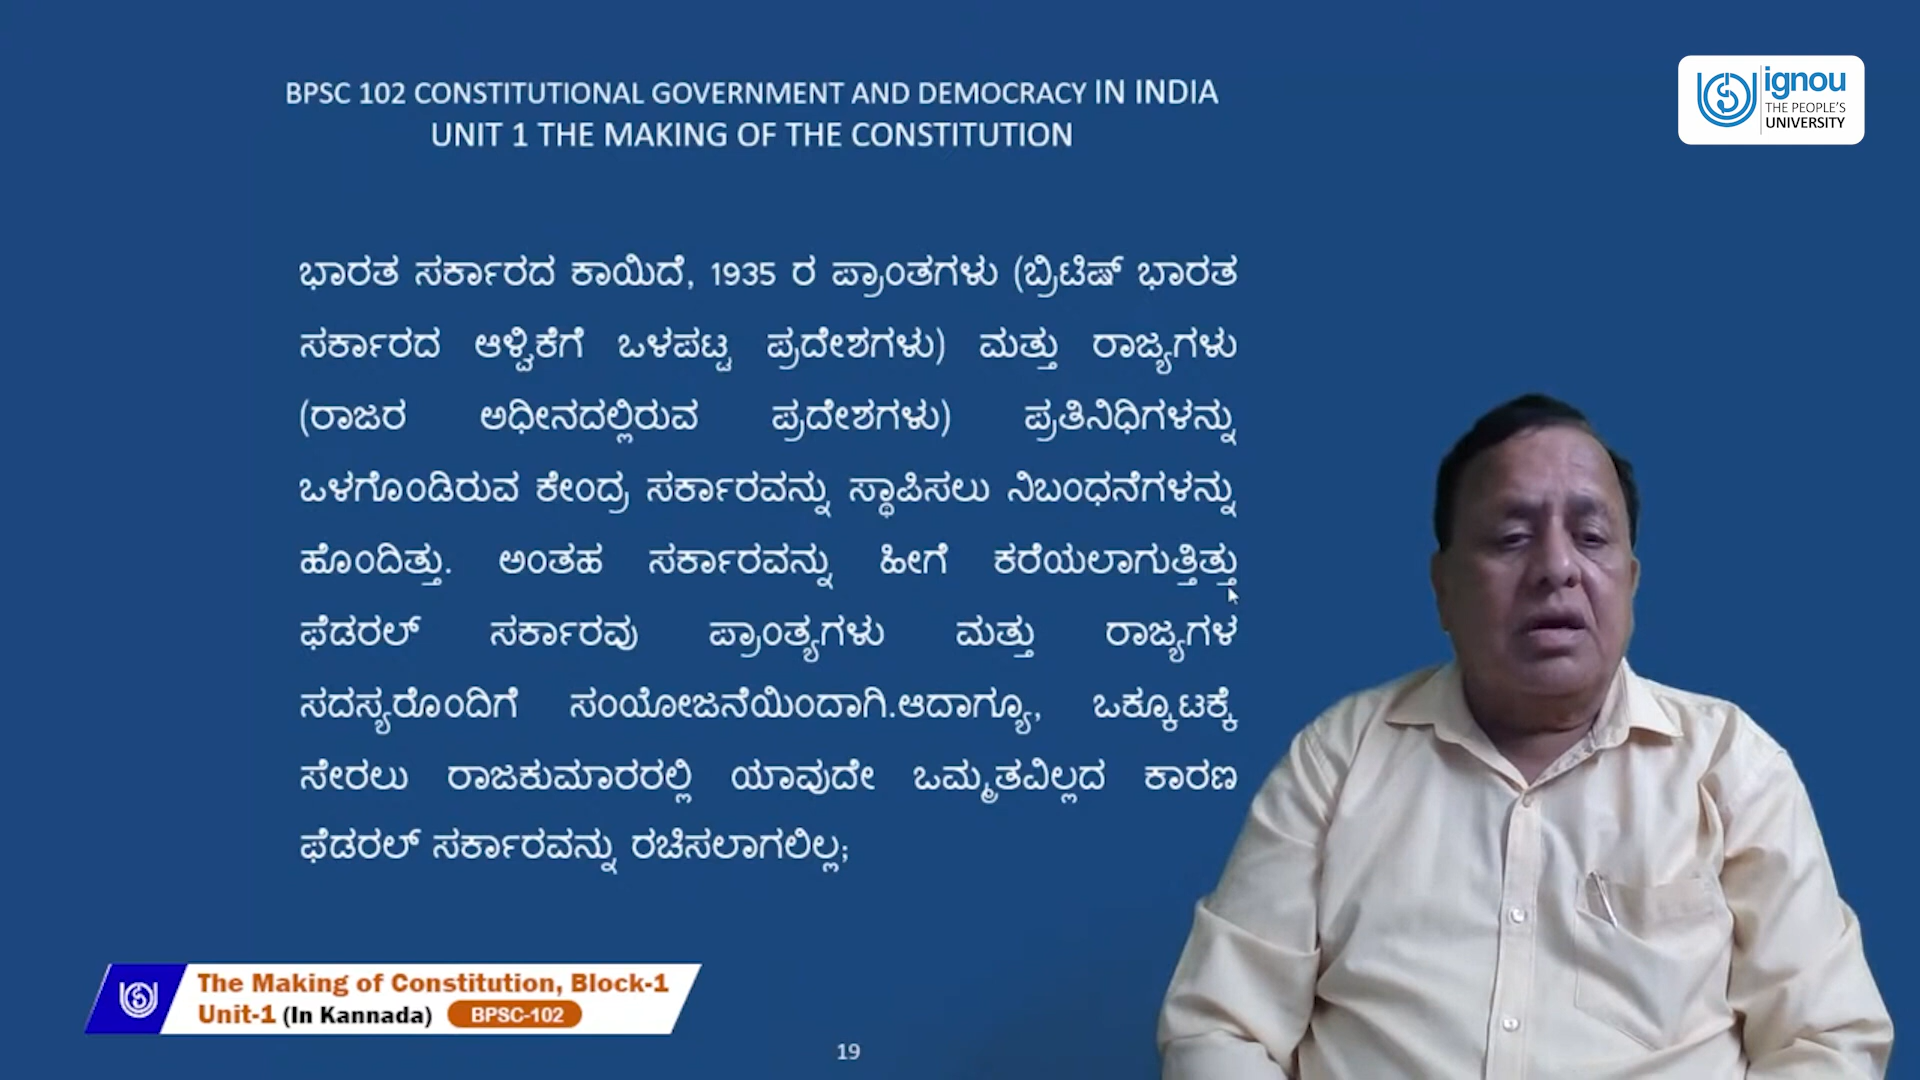 BPSC 102 CONSTITUTIONAL GOVERNMENT AND DEMOCRACY IN INDIA
UNIT 1 THE MAKING OF THE CONSTITUTION
ignou
THE PEOPLE'S
UNIVERSITY
ಭಾರತ ಸರ್ಕಾರದ ಕಾಯಿದೆ, 1935 ರ ಪ್ರಾಂತಗಳು (ಬ್ರಿಟಿಷ್ ಭಾರತ
ಸರ್ಕಾರದ ಆಳ್ವಿಕೆಗೆ ಒಳಪಟ್ಟ ಪ್ರದೇಶಗಳು) ಮತ್ತು ರಾಜ್ಯಗಳು
(ರಾಜರ ಅಧೀನದಲ್ಲಿರುವ ಪ್ರದೇಶಗಳು) ಪ್ರತಿನಿಧಿಗಳನ್ನು
ಒಳಗೊಂಡಿರುವ ಕೇಂದ್ರ ಸರ್ಕಾರವನ್ನು ಸ್ಥಾಪಿಸಲು ನಿಬಂಧನೆಗಳನ್ನು
ಹೊಂದಿತ್ತು. ಅಂತಹ ಸರ್ಕಾರವನ್ನು ಹೀಗೆ ಕರೆಯಲಾಗುತ್ತಿತ್ತು
ಫೆಡರಲ್ ಸರ್ಕಾರವು ಪ್ರಾಂತ್ಯಗಳು ಮತ್ತು ರಾಜ್ಯಗಳ
ಸದಸ್ಯರೊಂದಿಗೆ ಸಂಯೋಜನೆಯಿಂದಾಗಿ.ಆದಾಗ್ಯೂ, ಒಕ್ಕೂಟಕ್ಕೆ
ಸೇರಲು ರಾಜಕುಮಾರರಲ್ಲಿ ಯಾವುದೇ ಒಮ್ಮತವಿಲ್ಲದ ಕಾರಣ
ಫೆಡರಲ್ ಸರ್ಕಾರವನ್ನು ರಚಿಸಲಾಗಲಿಲ್ಲ;
The Making of Constitution, Block-1
Unit-1 (In Kannada) BPSC-102
19